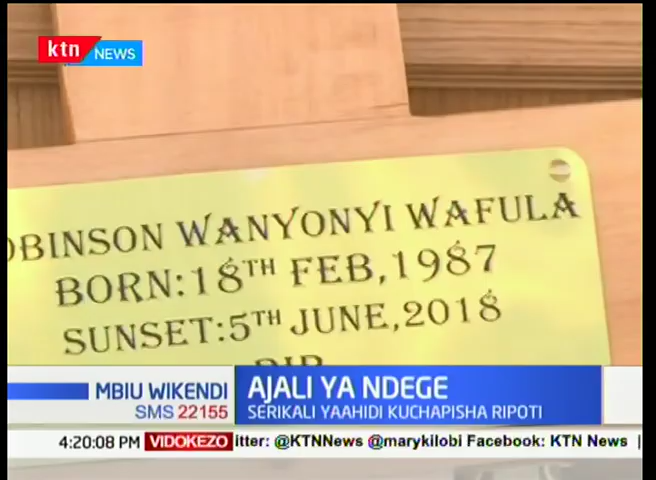 ktn NEWS
OBINSON WANYONYI WAFULA
BORN:18TH FEB,1987
SUNSET:5TH JUNE,2018
RIP
MBIU WIKENDI
SMS 22155
AJALI YA NDEGE
SERIKALI YAAHIDI KUCHAPISHA RIPOTI
4:20:08 PM VIDOKEZO itter: @KTNNews @marykilobi Facebook: KTN News |